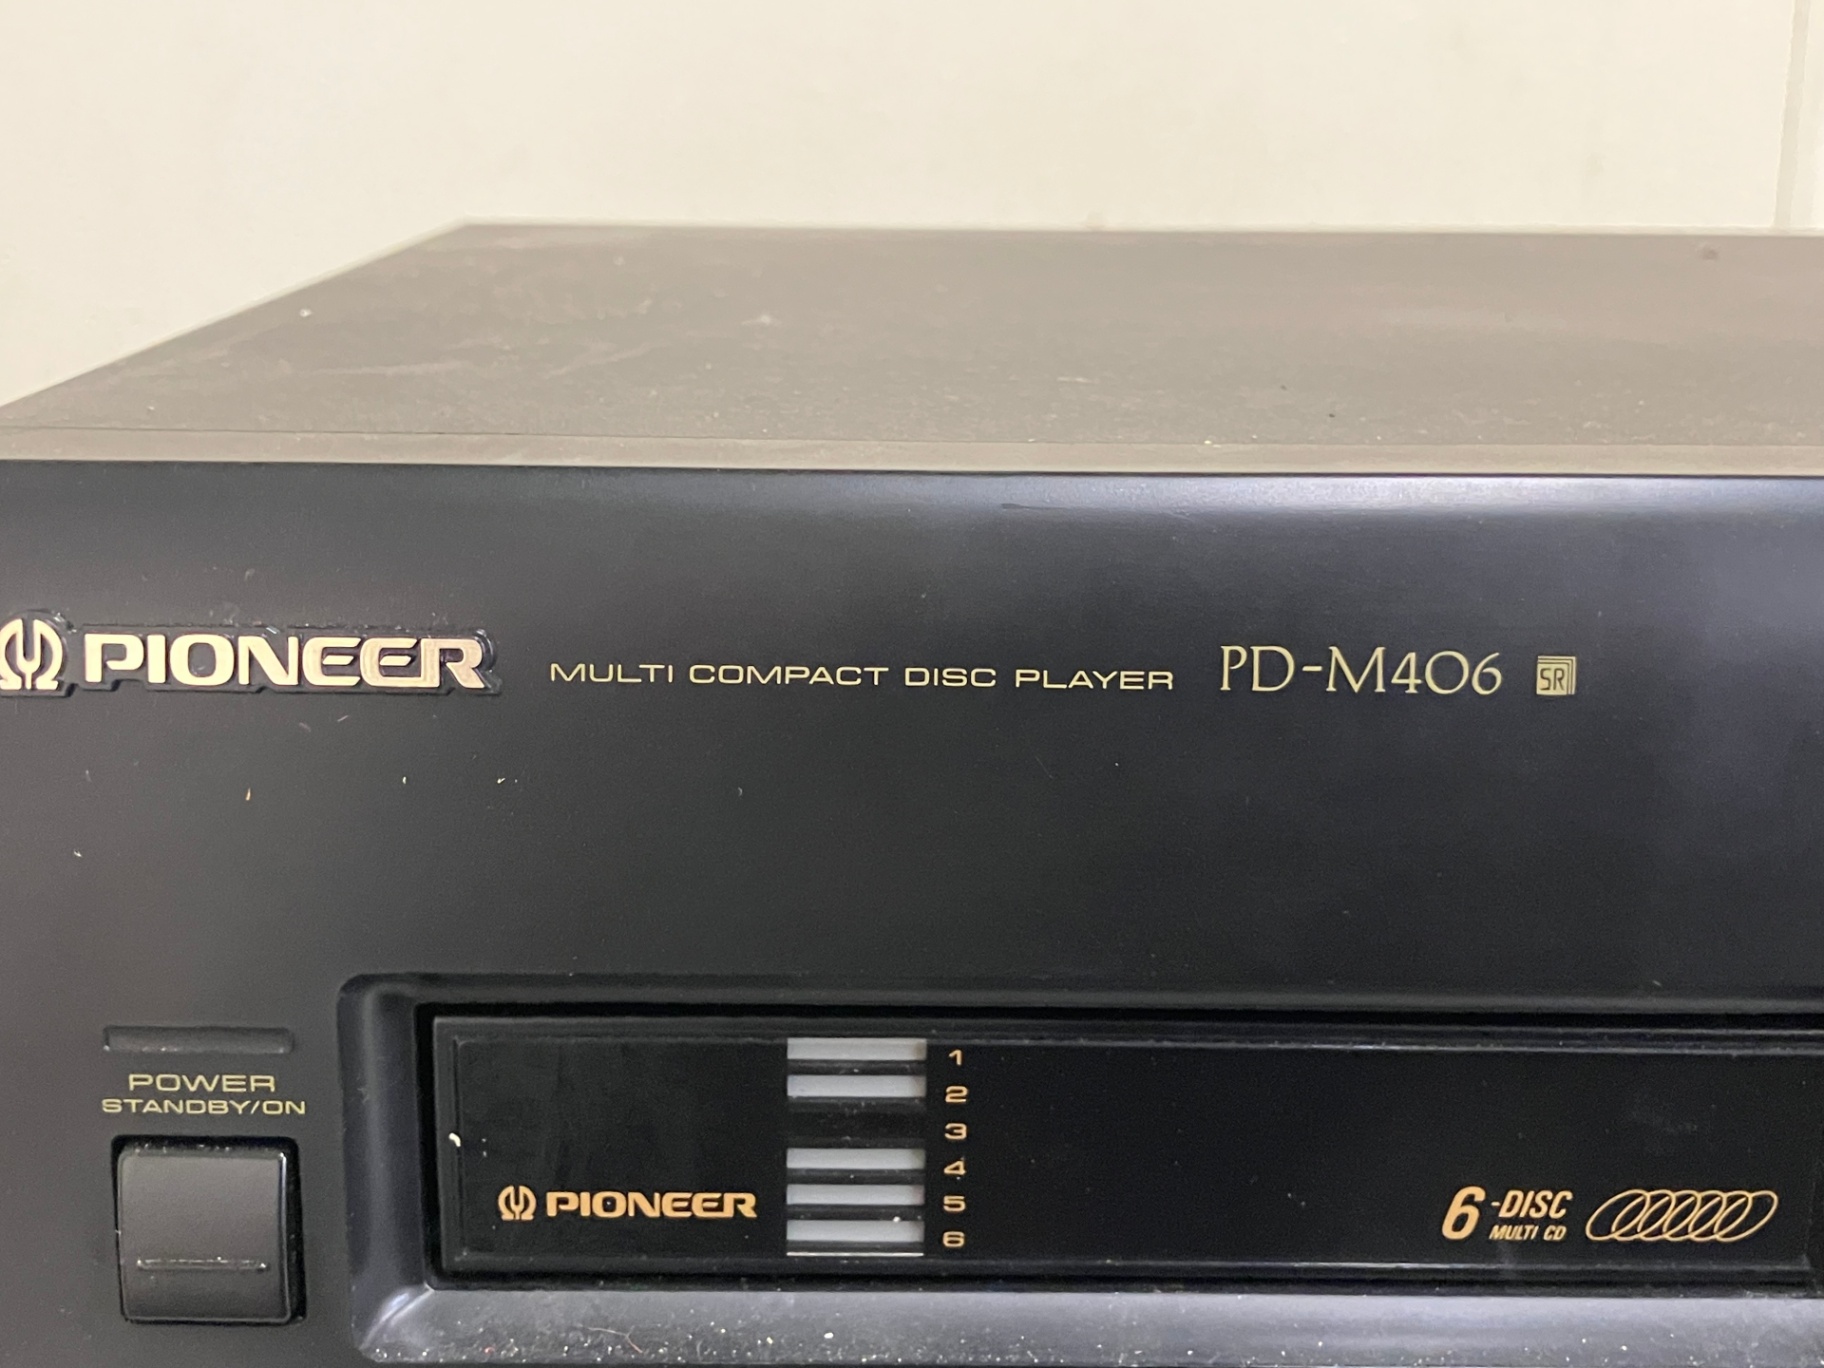 PIONEER MULTI COMPACT DISC PLAYER PD-M406 SR
POWER
STANDBY/ON
1
2
3
4
5
6
PIONEER
6-DISC
MULTI CD